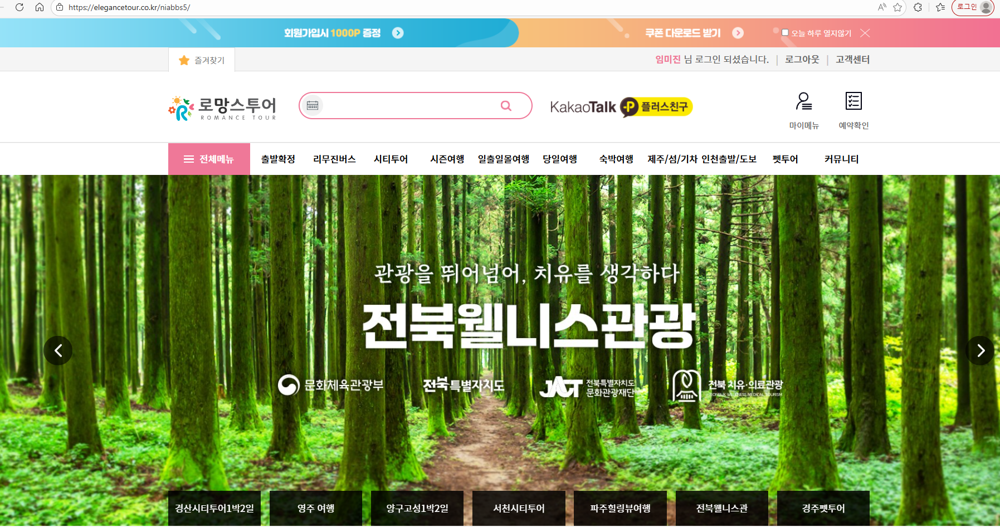 https://elegancetour.co.kr/niabbs5/
로그인
회원가입시 1000P 증정
쿠폰 다운로드 받기
오늘 하루 열지않기
즐겨찾기
임미진 님 로그인 되셨습니다. | 로그아웃 | 고객센터
로망스투어
ROMANCE TOUR
KakaoTalk P 플러스친구
마이메뉴
예약확인
전체메뉴 출발확정 리무진버스 시티투어 시즌여행 일출일몰여행 당일여행 숙박여행 제주/섬/기차 인천출발/도보 펫투어 커뮤니티
관광을 뛰어넘어, 치유를 생각하다
전북웰니스관광
문화체육관광부
전북특별자치도
JACT 전북특별자치도
문화관광재단
전북 치유·의료관광
JEONBUK WELLNESS MEDICAL TOURISM
경산시티투어1박2일 영주 여행 양구고성1박2일 서천시티투어 파주힐링뷰여행 전북웰니스관 경주펫투어